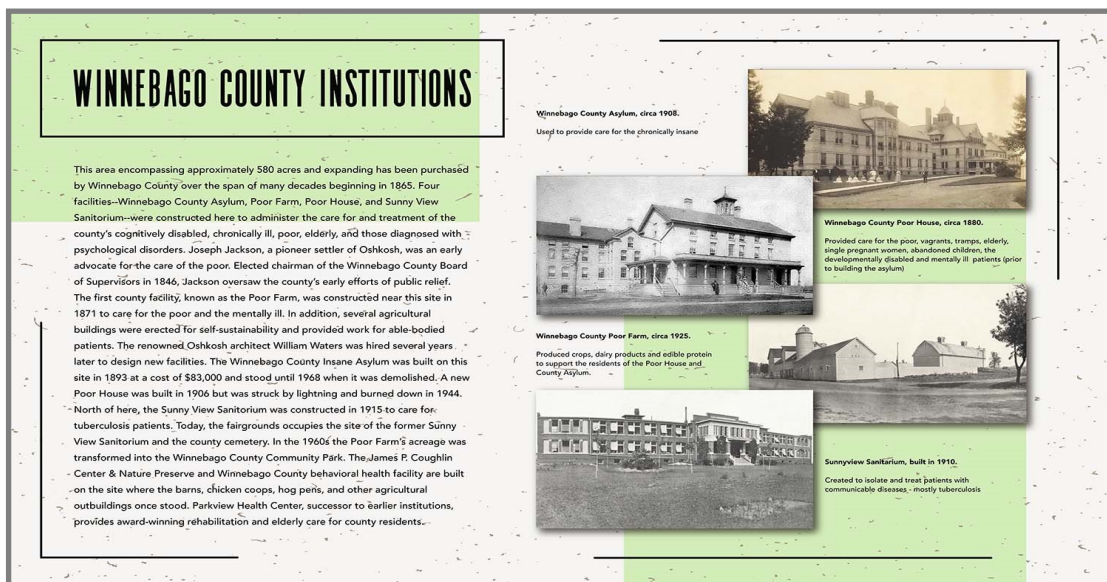 WINNEBAGO COUNTY INSTITUTIONS
This area encompassing approximately 580 acres and expanding has been purchased
by Winnebago County over the span of many decades beginning in 1865. Four
facilities--Winnebago County Asylum, Poor Farm, Poor House, and Sunny View
Sanitorium--were constructed here to administer the care for and treatment of the
county's cognitively disabled, chronically ill, poor, elderly, and those diagnosed with
psychological disorders. Joseph Jackson, a pioneer settler of Oshkosh, was an early
advocate for the care of the poor. Elected chairman of the Winnebago County Board
of Supervisors in 1846, Jackson oversaw the county's early efforts of public relief.
The first county facility, known as the Poor Farm, was constructed near this site in
1871 to care for the poor and the mentally ill. In addition, several agricultural
buildings were erected for self-sustainability and provided work for able-bodied
patients. The renowned Oshkosh architect William Waters was hired several years
later to design new facilities. The Winnebago County Insane Asylum was built on this
site in 1893 at a cost of $83,000 and stood until 1968 when it was demolished. A new
Poor House was built in 1906 but was struck by lightning and burned down in 1944.
North of here, the Sunny View Sanitorium was constructed in 1915 to care for
tuberculosis patients. Today, the fairgrounds occupies the site of the former Sunny
View Sanitorium and the county cemetery. In the 1960s the Poor Farm's acreage was
transformed into the Winnebago County Community Park. The James P. Coughlin
Center & Nature Preserve and Winnebago County behavioral health facility are built
on the site where the barns, chicken coops, hog pens, and other agricultural
outbuildings once stood. Parkview Health Center, successor to earlier institutions,
provides award-winning rehabilitation and elderly care for county residents.
Winnebago County Asylum, circa 1908.
Used to provide care for the chronically insane
Winnebago County Poor House, circa 1880.
Provided care for the poor, vagrants, tramps, elderly,
single pregnant women, abandoned children, the
developmentally disabled and mentally ill patients (prior
to building the asylum)
Winnebago County Poor Farm, circa 1925.
Produced crops, dairy products and edible protein
to support the residents of the Poor House and
County Asylum.
Sunnyview Sanitarium, built in 1910.
Created to isolate and treat patients with
communicable diseases - mostly tuberculosis